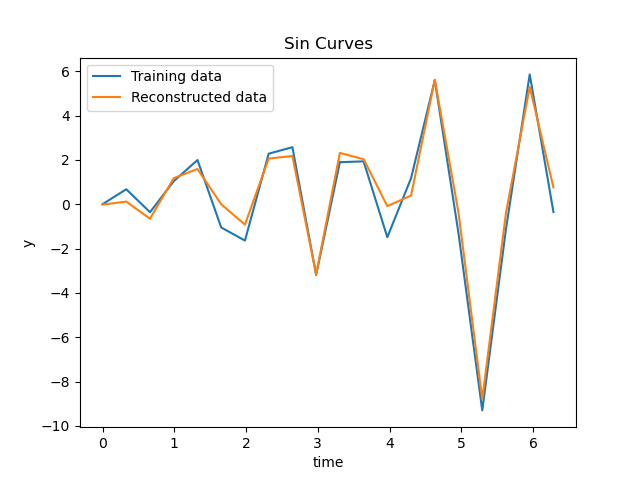 Sin Curves
Training data
Reconstructed data
6
4
2
0
−2
−4
−6
−8
−10
y
0 1 2 3 4 5 6
time